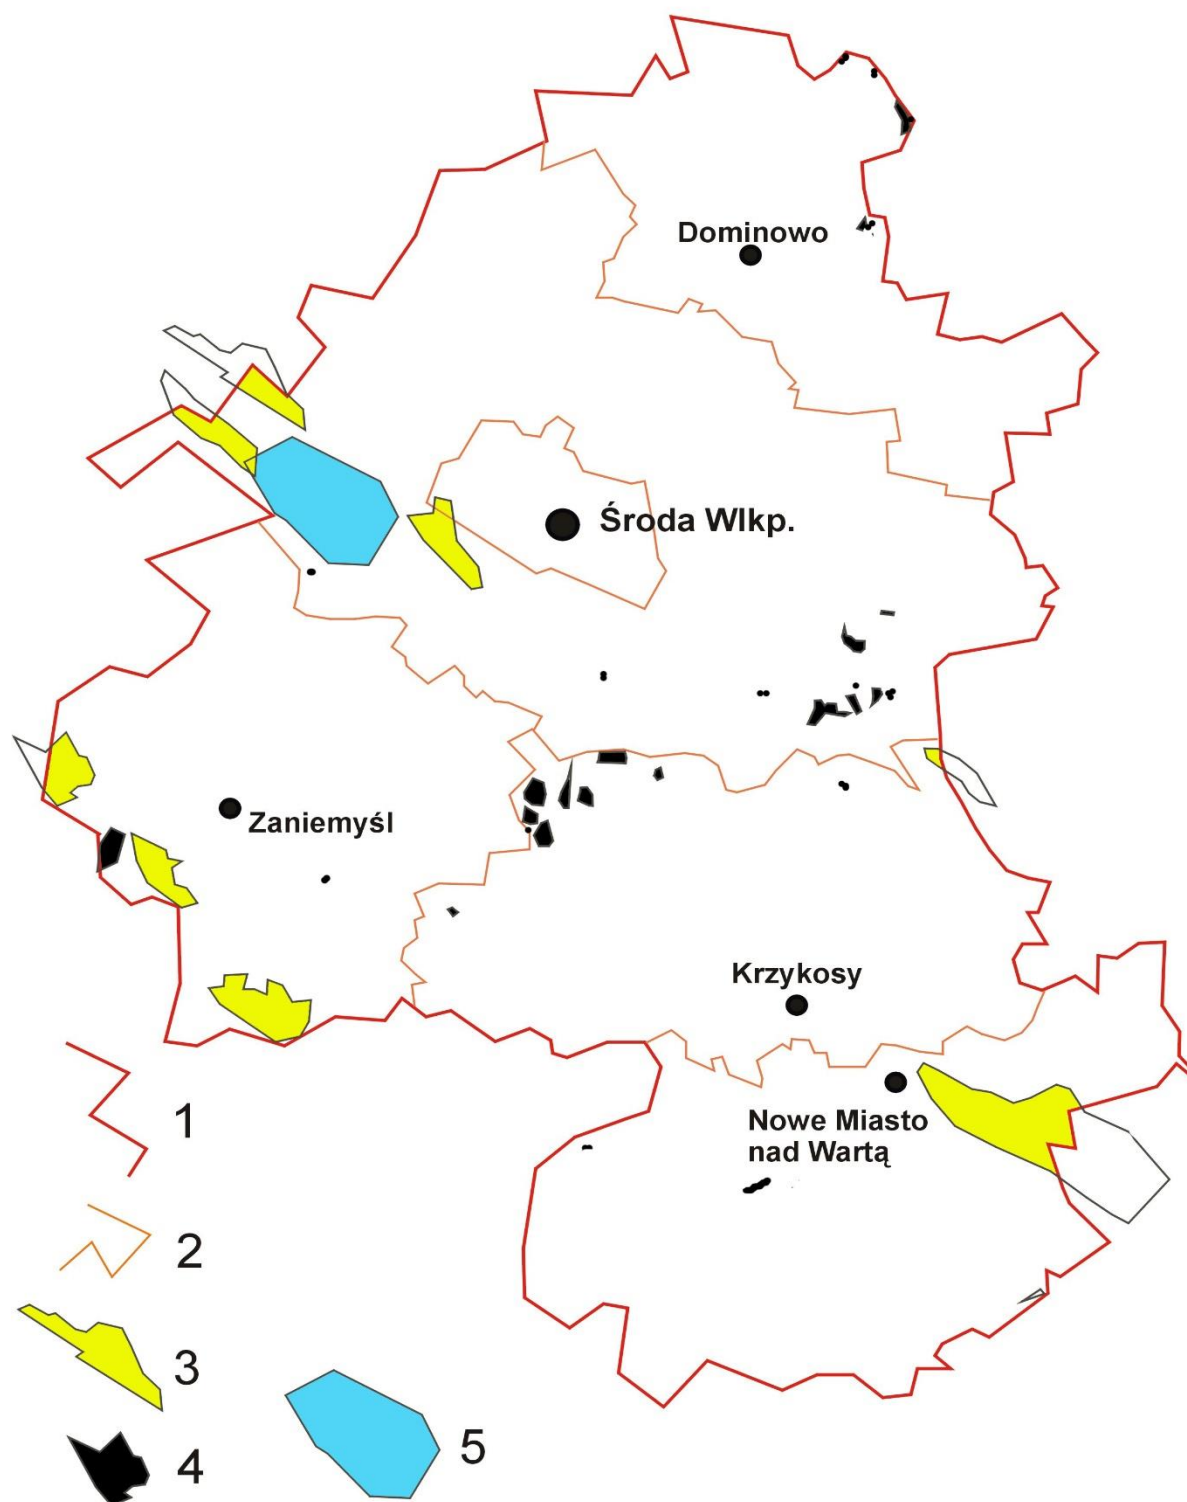 Dominowo
Środa Wlkp.
Zaniemyśl
Krzykosy
Nowe Miasto
nad Wartą
1
2
3
4
5